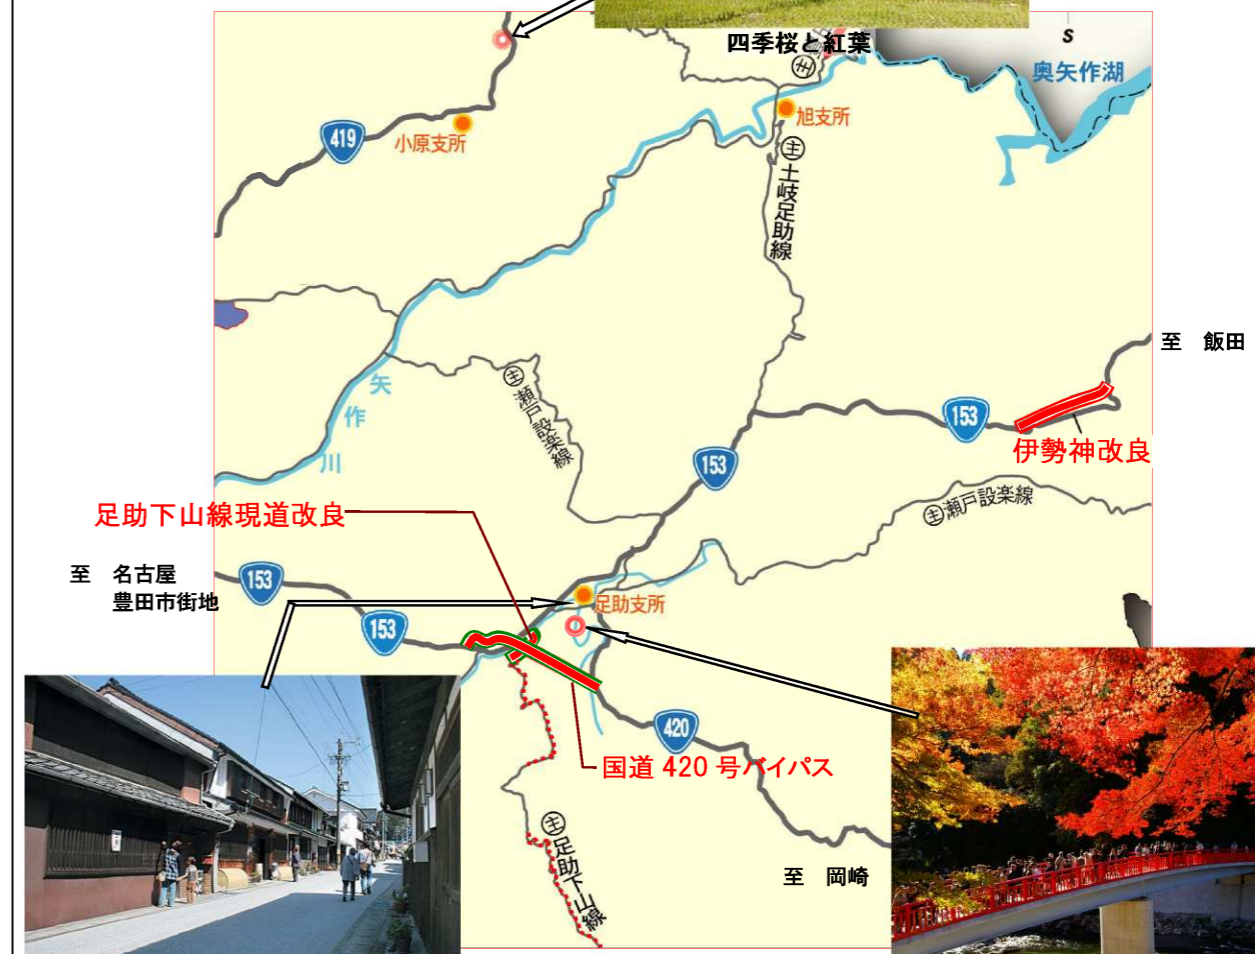 四季桜と紅葉
S
奥矢作湖
419
小原支所
旭支所
主 土岐足助線
至 飯田
矢作川
主 瀬戸設楽線
153
153
伊勢神改良
主 瀬戸設楽線
足助下山線現道改良
至 名古屋
豊田市街地
153
153
足助支所
420
国道 420 号バイパス
主 足助下山線
至 岡崎